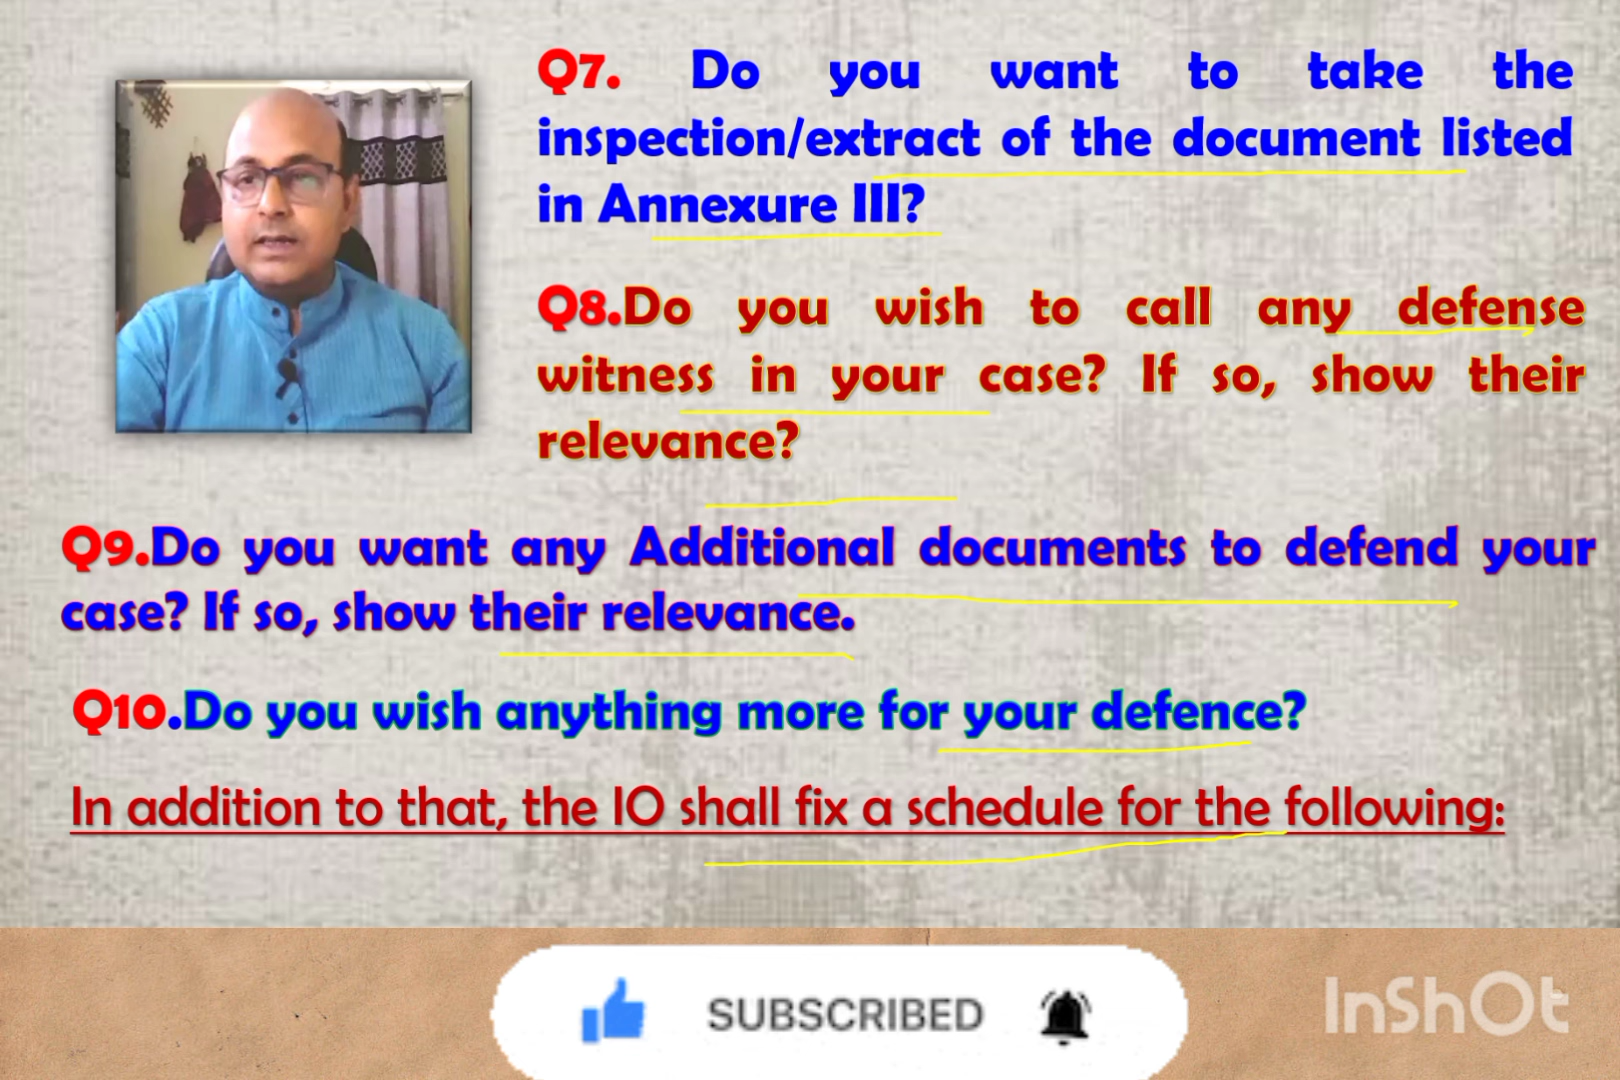 Q7. Do you want to take the
inspection/extract of the document listed
in Annexure III?
Q8.Do you wish to call any defense
witness in your case? If so, show their
relevance?
Q9.Do you want any Additional documents to defend your
case? If so, show their relevance.
Q10.Do you wish anything more for your defence?
In addition to that, the IO shall fix a schedule for the following:
SUBSCRIBED
InShOt